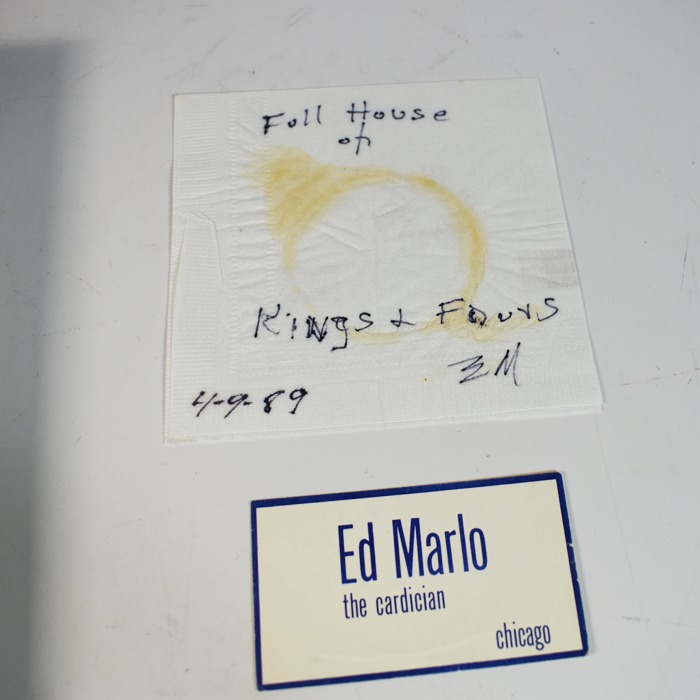 Full House
of
Kings & Fours
EM
4-9-89
Ed Marlo
the cardician
chicago